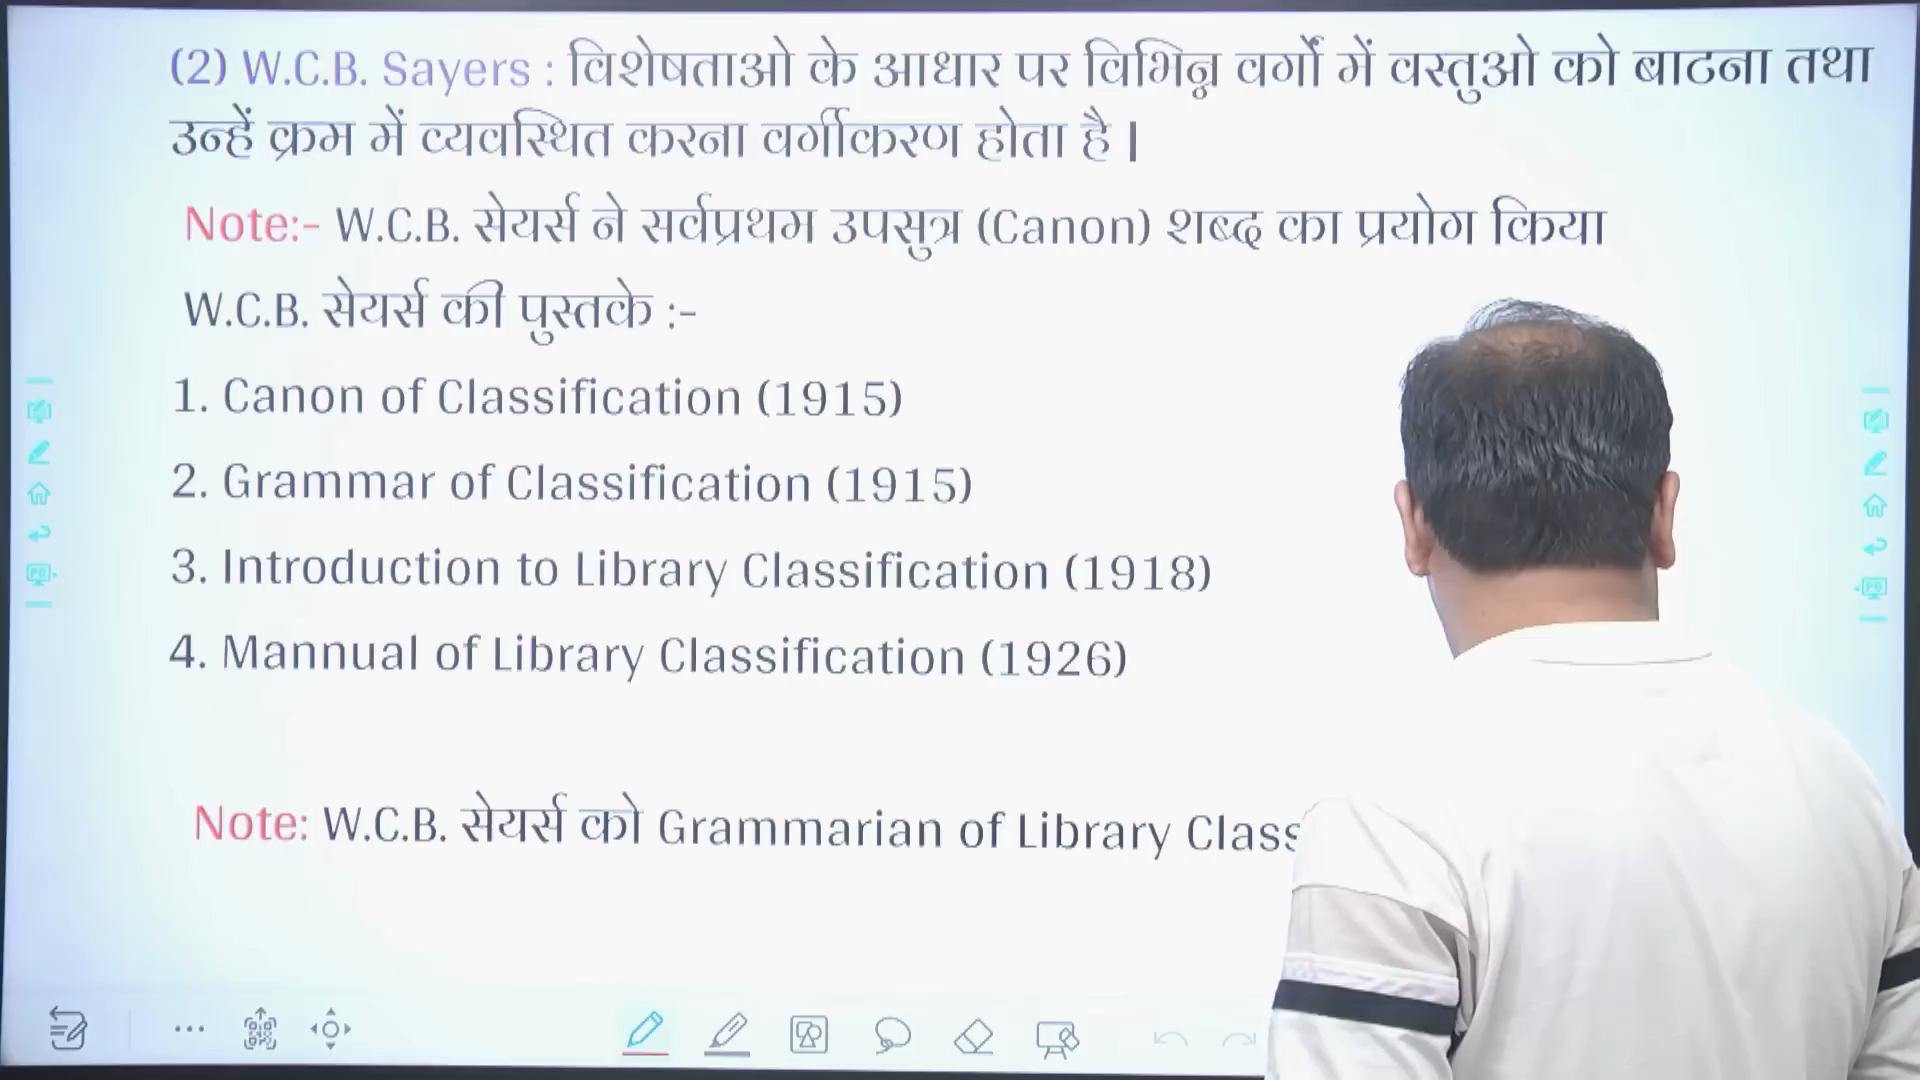 (2) W.C.B. Sayers : विशेषताओ के आधार पर विभिन्न वर्गों में वस्तुओ को बाटना तथा
उन्हें क्रम में व्यवस्थित करना वर्गीकरण होता है |
Note:- W.C.B. सेयर्स ने सर्वप्रथम उपसुत्र (Canon) शब्द का प्रयोग किया
W.C.B. सेयर्स की पुस्तके :-
1. Canon of Classification (1915)
2. Grammar of Classification (1915)
3. Introduction to Library Classification (1918)
4. Mannual of Library Classification (1926)
Note: W.C.B. सेयर्स को Grammarian of Library Class